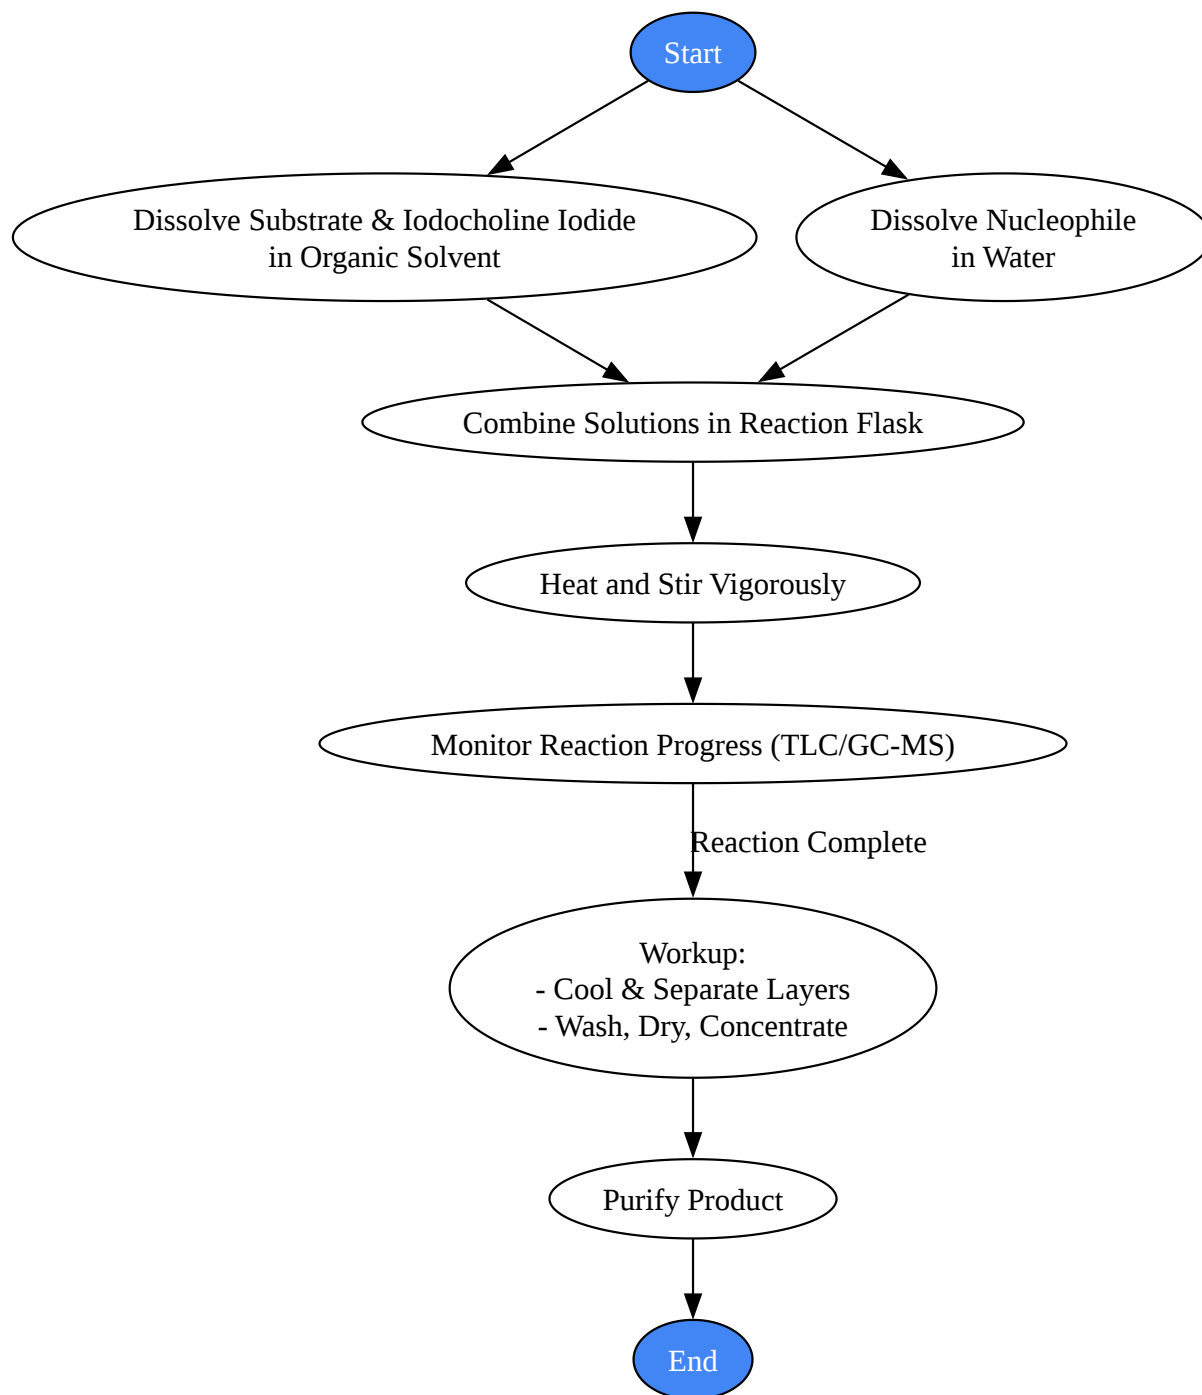 Start
Dissolve Substrate & Iodocholine Iodide
in Organic Solvent
Dissolve Nucleophile
in Water
Combine Solutions in Reaction Flask
Heat and Stir Vigorously
Monitor Reaction Progress (TLC/GC-MS)
Reaction Complete
Workup:
- Cool & Separate Layers
- Wash, Dry, Concentrate
Purify Product
End